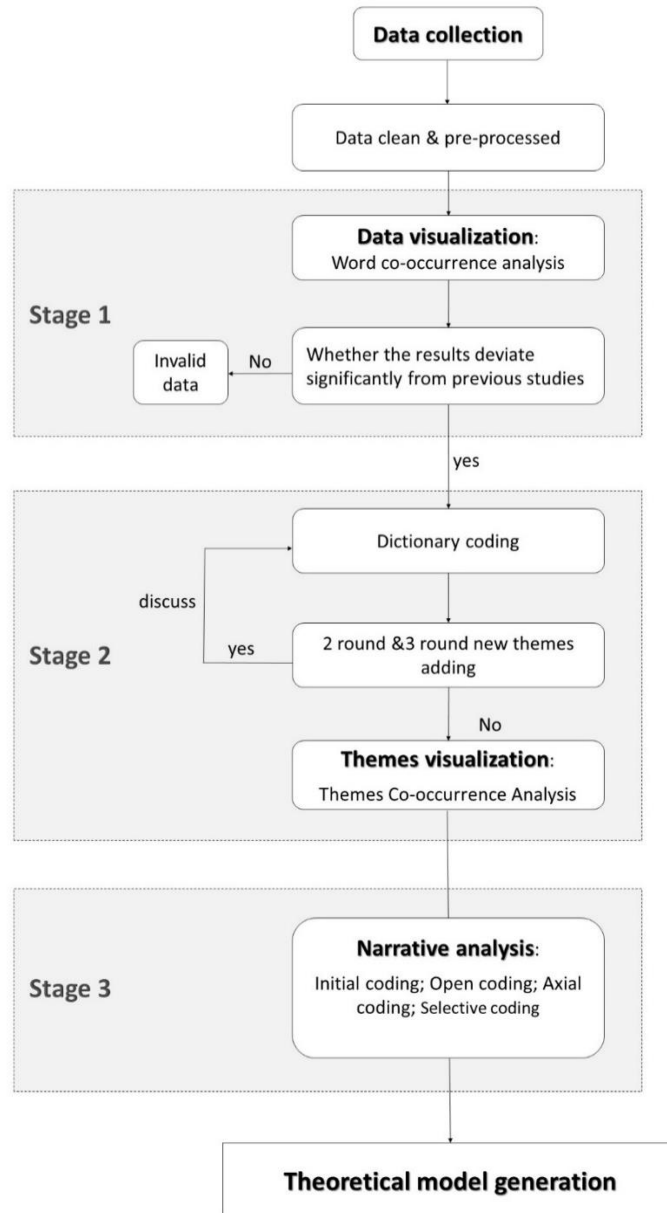 Data collection
Data clean & pre-processed
Data visualization:
Word co-occurrence analysis
Stage 1
Whether the results deviate
significantly from previous studies
No
Invalid
data
yes
Dictionary coding
discuss
Stage 2
yes
2 round &3 round new themes
adding
No
Themes visualization:
Themes Co-occurrence Analysis
Narrative analysis:
Stage 3
Initial coding; Open coding; Axial
coding; Selective coding
Theoretical model generation